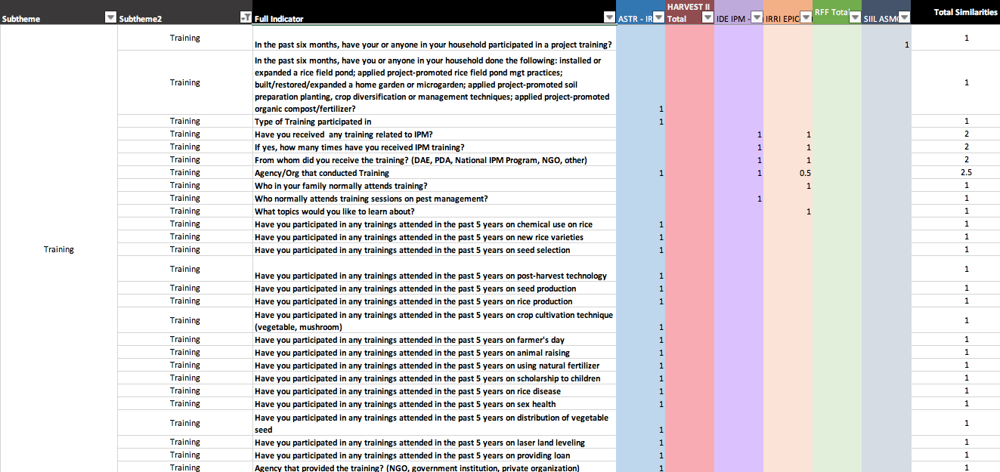 HARVEST II
Subtheme Subtheme2 Full Indicator ASTR - IR Total IDE IPM - IRRI EPIC RFF Total SIIL ASMC Total Similarities
Training In the past six months, have your or anyone in your household participated in a project training? 1 1
In the past six months, have you or anyone in your household done the following: installed or
expanded a rice field pond; applied project-promoted rice field pond mgt practices;
Training built/restored/expanded a home garden or microgarden; applied project-promoted soil 1
preparation planting, crop diversification or management techniques; applied project-promoted
organic compost/fertilizer? 1
Training Type of Training participated in 1 1
Training Have you received any training related to IPM? 1 1 2
Training If yes, how many times have you received IPM training? 1 1 2
Training From whom did you receive the training? (DAE, PDA, National IPM Program, NGO, other) 1 1 2
Training Agency/Org that conducted Training 1 1 0.5 2.5
Training Who in your family normally attends training? 1 1
Training Who normally attends training sessions on pest management? 1 1
Training What topics would you like to learn about? 1 1
Training Have you participated in any trainings attended in the past 5 years on chemical use on rice 1 1
Training Have you participated in any trainings attended in the past 5 years on new rice varieties 1 1
Training Training Have you participated in any trainings attended in the past 5 years on seed selection 1 1
Training Have you participated in any trainings attended in the past 5 years on post-harvest technology 1 1
Training Have you participated in any trainings attended in the past 5 years on seed production 1 1
Training Have you participated in any trainings attended in the past 5 years on rice production 1 1
Training Have you participated in any trainings attended in the past 5 years on crop cultivation technique 1
(vegetable, mushroom) 1
Training Have you participated in any trainings attended in the past 5 years on farmer's day 1 1
Training Have you participated in any trainings attended in the past 5 years on animal raising 1 1
Training Have you participated in any trainings attended in the past 5 years on using natural fertilizer 1 1
Training Have you participated in any trainings attended in the past 5 years on scholarship to children 1 1
Training Have you participated in any trainings attended in the past 5 years on rice disease 1 1
Training Have you participated in any trainings attended in the past 5 years on sex health 1 1
Training Have you participated in any trainings attended in the past 5 years on distribution of vegetable 1
seed 1
Training Have you participated in any trainings attended in the past 5 years on laser land leveling 1 1
Training Have you participated in any trainings attended in the past 5 years on providing loan 1 1
Training Agency that provided the training? (NGO, government institution, private organization) 1 1